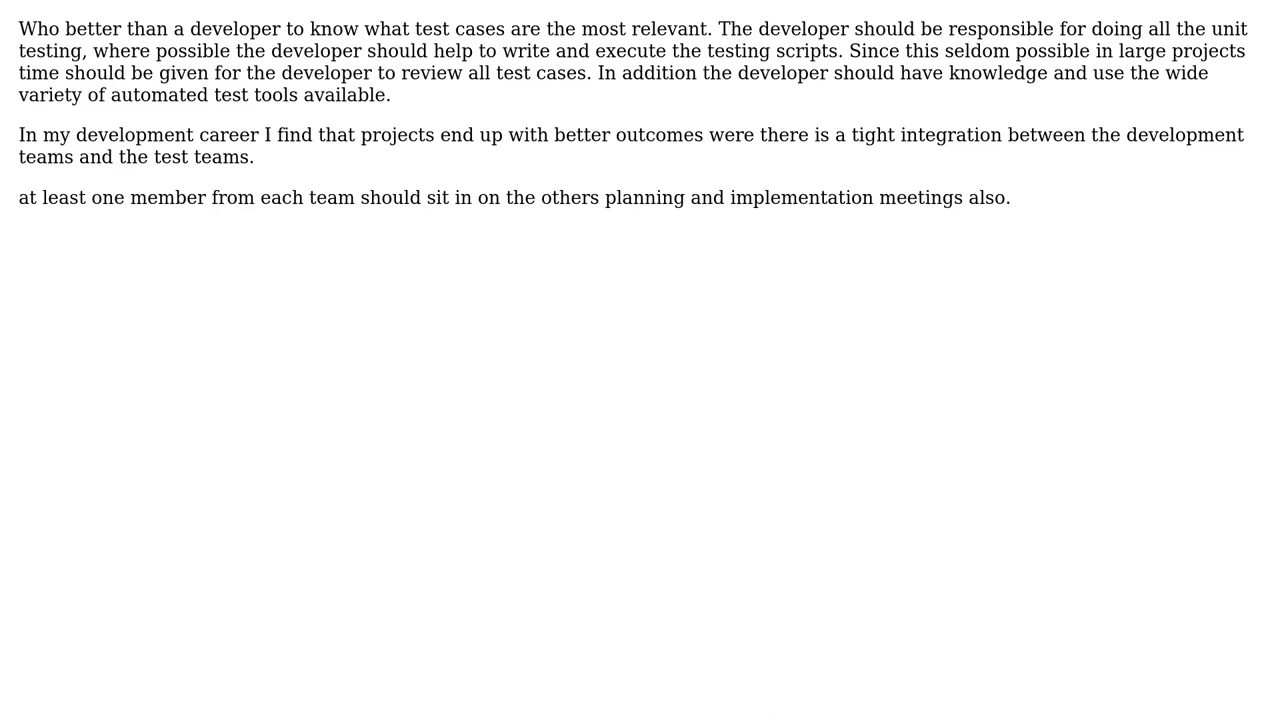 Who better than a developer to know what test cases are the most relevant. The developer should be responsible for doing all the unit
testing, where possible the developer should help to write and execute the testing scripts. Since this seldom possible in large projects
time should be given for the developer to review all test cases. In addition the developer should have knowledge and use the wide
variety of automated test tools available.
In my development career I find that projects end up with better outcomes were there is a tight integration between the development
teams and the test teams.
at least one member from each team should sit in on the others planning and implementation meetings also.